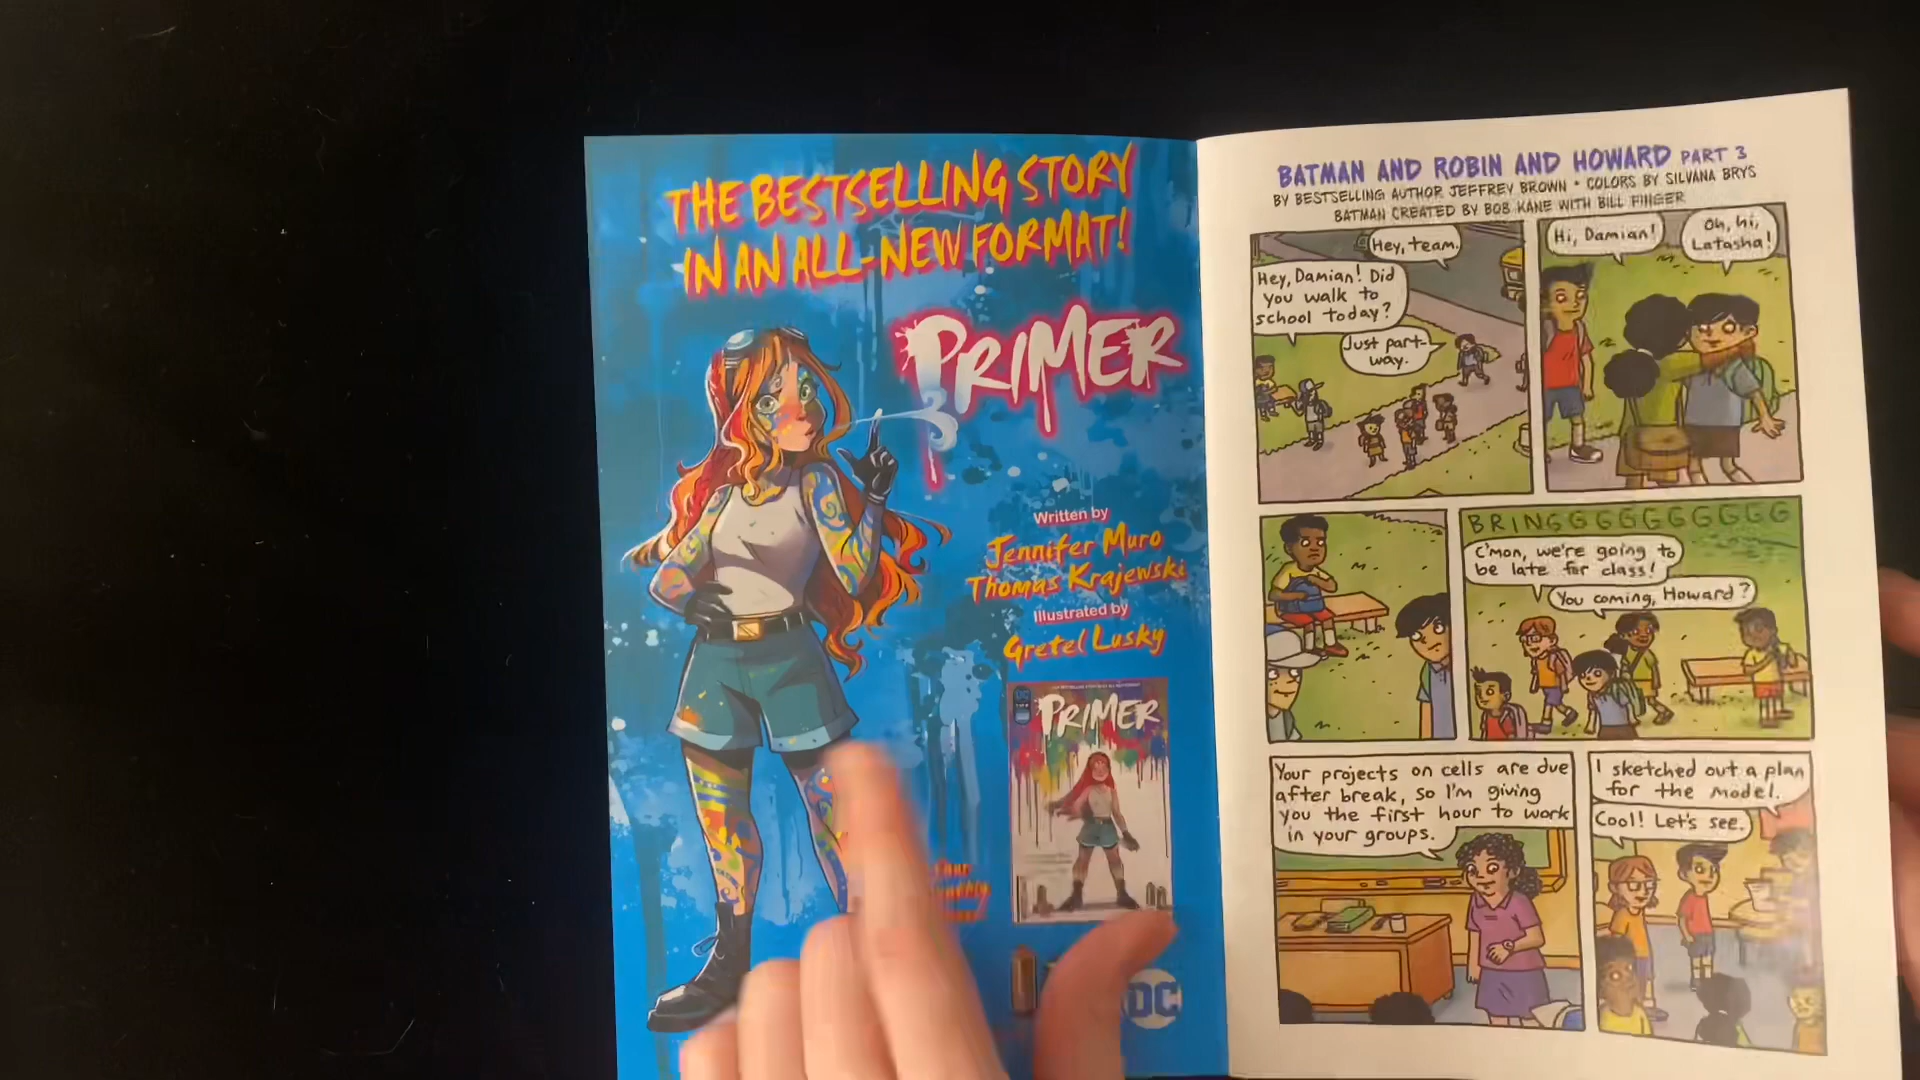 THE BESTSELLING STORY
IN AN ALL-NEW FORMAT!
PRIMER
Written by
Jennifer Muro
Thomas Krajewski
Illustrated by
Gretel Lusky
PRIMER
DC
BATMAN AND ROBIN AND HOWARD PART 3
BY BESTSELLING AUTHOR JEFFREY BROWN • COLORS BY SILVANA BRYS
BATMAN CREATED BY BOB KANE WITH BILL FINGER
Hey, team.
Hey, Damian! Did
you walk to
school today?
Just part-
way.
Hi, Damian!
Oh, hi,
Latasha!
BRINGGGGGGGGGG
C'mon, we're going to
be late for class!
You coming, Howard?
Your projects on cells are due
after break, so I'm giving
you the first hour to work
in your groups.
I sketched out a plan
for the model.
Cool! Let's see.